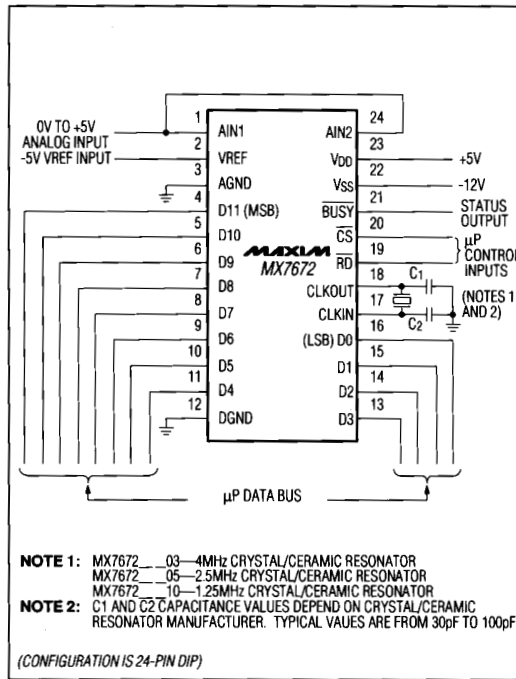 0V TO +5V
ANALOG INPUT
-5V VREF INPUT
1
2
3
4
5
6
7
8
9
10
11
12
AIN1
VREF
AGND
D11 (MSB)
D10
D9
D8
D7
D6
D5
D4
DGND
MAXIM
MX7672
AIN2
VDD
VSS
BUSY
CS
RD
CLKOUT
CLKIN
(LSB) D0
D1
D2
D3
24
23
22
21
20
19
18
17
16
15
14
13
+5V
-12V
STATUS
OUTPUT
µP
CONTROL
INPUTS
C1
C2
(NOTES 1
AND 2)
µP DATA BUS
NOTE 1: MX7672_ _03—4MHz CRYSTAL/CERAMIC RESONATOR
MX7672_ _05—2.5MHz CRYSTAL/CERAMIC RESONATOR
MX7672_ _10—1.25MHz CRYSTAL/CERAMIC RESONATOR
NOTE 2: C1 AND C2 CAPACITANCE VALUES DEPEND ON CRYSTAL/CERAMIC
RESONATOR MANUFACTURER. TYPICAL VAUES ARE FROM 30pF TO 100pF
(CONFIGURATION IS 24-PIN DIP)